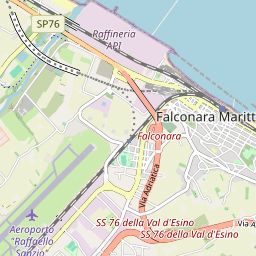 SP76
Raffineria
API
Falconara Maritt
Falconara
Via Adriatica
Via A
SS 76 della Val d'Esino
SS 76 della Val d'Esino
Aeroporto
"Raffaello
Sanzio